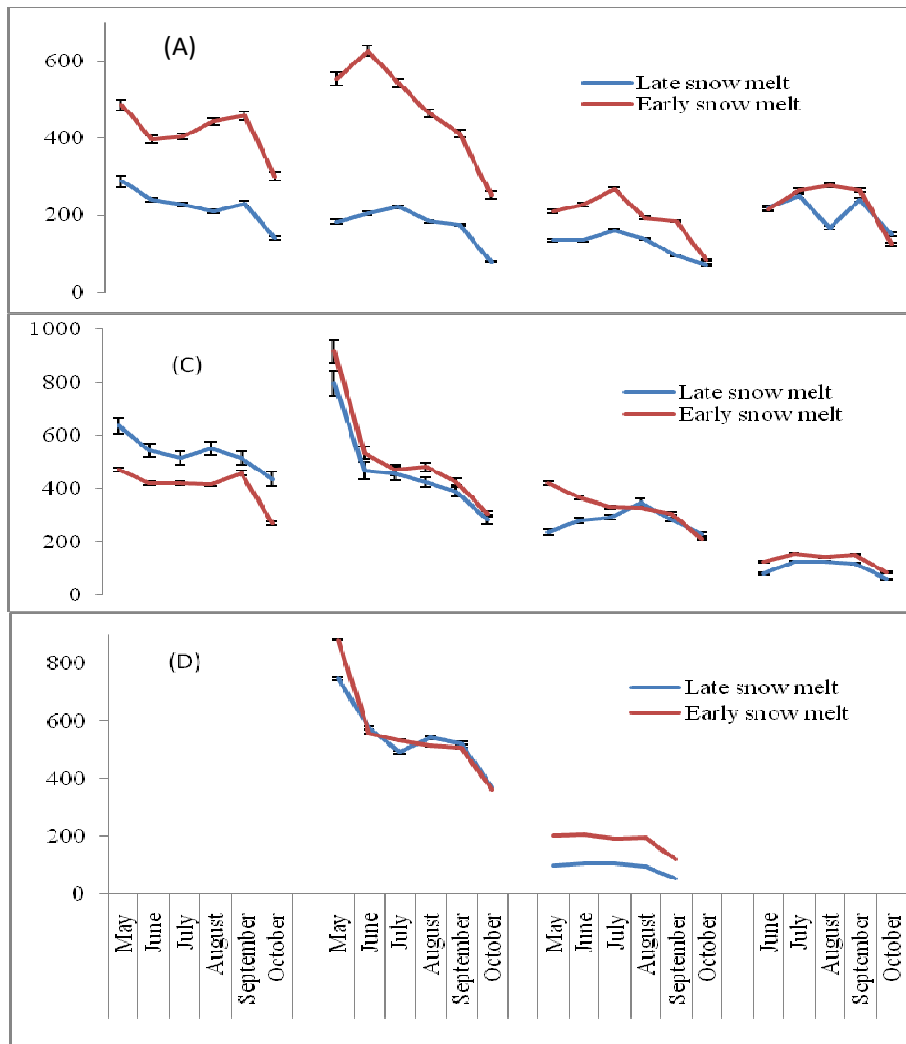 (A)
600
400
200
0
Late snow melt
Early snow melt
1000
800
600
400
200
0
(C)
Late snow melt
Early snow melt
800
600
400
200
0
(D)
Late snow melt
Early snow melt
May
June
July
August
September
October
May
June
July
August
September
October
May
June
July
August
September
October
June
July
August
September
October